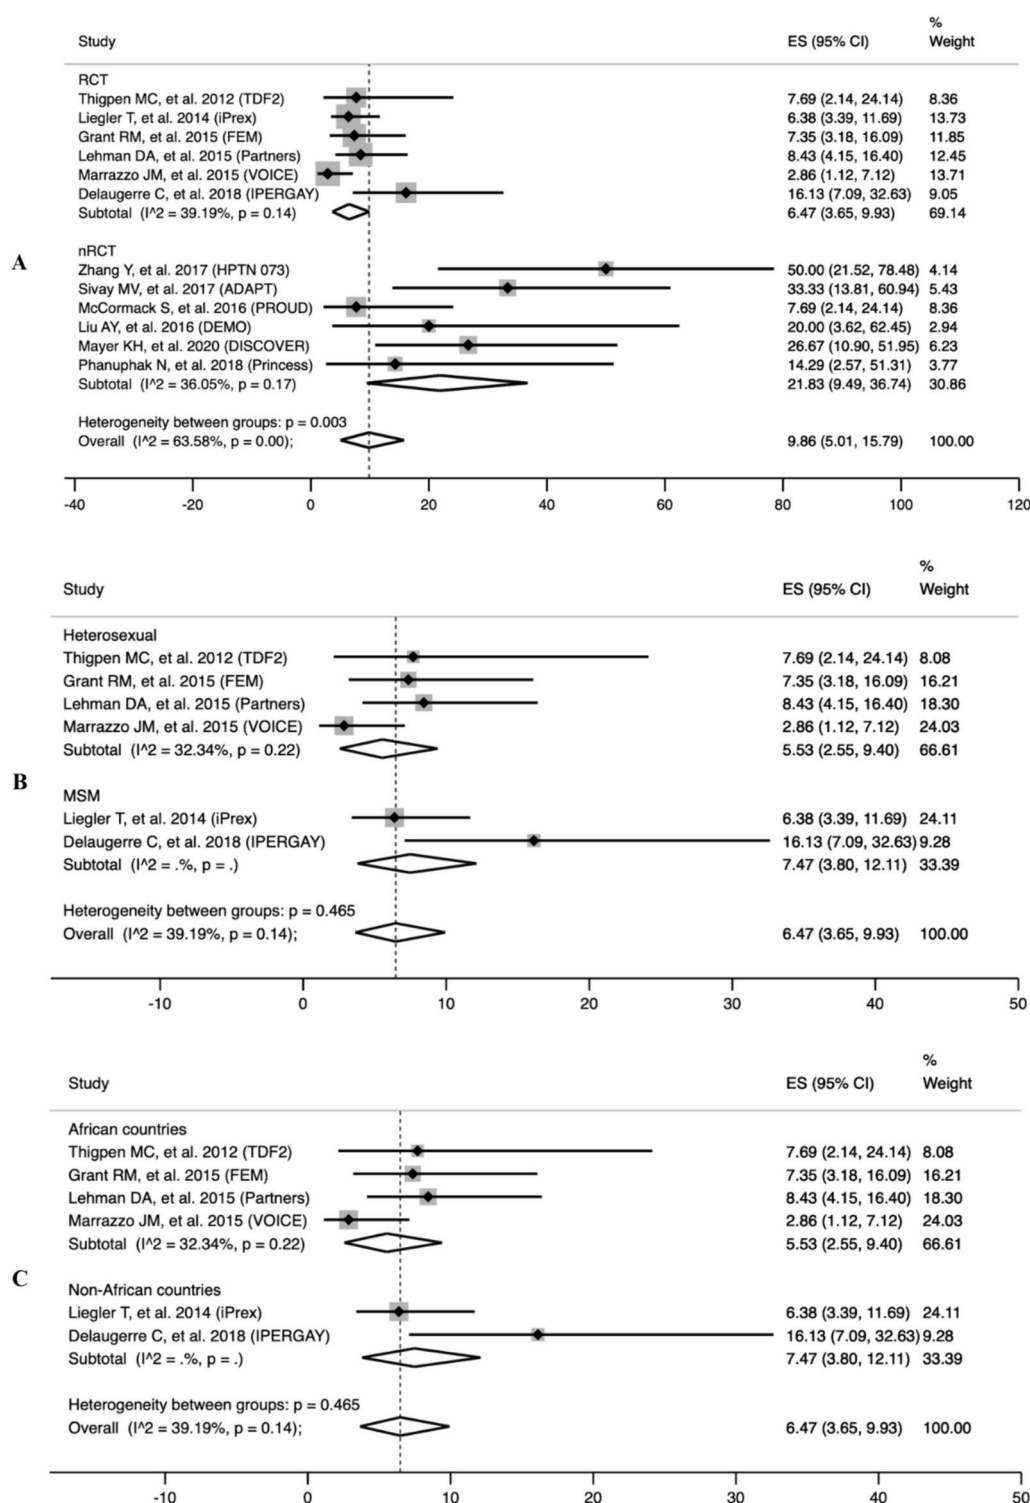 %
Study ES (95% CI) Weight
RCT
Thigpen MC, et al. 2012 (TDF2) 7.69 (2.14, 24.14) 8.36
Liegler T, et al. 2014 (iPrex) 6.38 (3.39, 11.69) 13.73
Grant RM, et al. 2015 (FEM) 7.35 (3.18, 16.09) 11.85
Lehman DA, et al. 2015 (Partners) 8.43 (4.15, 16.40) 12.45
Marrazzo JM, et al. 2015 (VOICE) 2.86 (1.12, 7.12) 13.71
Delaugerre C, et al. 2018 (IPERGAY) 16.13 (7.09, 32.63) 9.05
Subtotal (I^2 = 39.19%, p = 0.14) 6.47 (3.65, 9.93) 69.14
A
nRCT
Zhang Y, et al. 2017 (HPTN 073) 50.00 (21.52, 78.48) 4.14
Sivay MV, et al. 2017 (ADAPT) 33.33 (13.81, 60.94) 5.43
McCormack S, et al. 2016 (PROUD) 7.69 (2.14, 24.14) 8.36
Liu AY, et al. 2016 (DEMO) 20.00 (3.62, 62.45) 2.94
Mayer KH, et al. 2020 (DISCOVER) 26.67 (10.90, 51.95) 6.23
Phanuphak N, et al. 2018 (Princess) 14.29 (2.57, 51.31) 3.77
Subtotal (I^2 = 36.05%, p = 0.17) 21.83 (9.49, 36.74) 30.86
Heterogeneity between groups: p = 0.003
Overall (I^2 = 63.58%, p = 0.00); 9.86 (5.01, 15.79) 100.00
-40 -20 0 20 40 60 80 100 120
%
Study ES (95% CI) Weight
Heterosexual
Thigpen MC, et al. 2012 (TDF2) 7.69 (2.14, 24.14) 8.08
Grant RM, et al. 2015 (FEM) 7.35 (3.18, 16.09) 16.21
Lehman DA, et al. 2015 (Partners) 8.43 (4.15, 16.40) 18.30
Marrazzo JM, et al. 2015 (VOICE) 2.86 (1.12, 7.12) 24.03
Subtotal (I^2 = 32.34%, p = 0.22) 5.53 (2.55, 9.40) 66.61
B
MSM
Liegler T, et al. 2014 (iPrex) 6.38 (3.39, 11.69) 24.11
Delaugerre C, et al. 2018 (IPERGAY) 16.13 (7.09, 32.63) 9.28
Subtotal (I^2 = .%, p = .) 7.47 (3.80, 12.11) 33.39
Heterogeneity between groups: p = 0.465
Overall (I^2 = 39.19%, p = 0.14); 6.47 (3.65, 9.93) 100.00
-10 0 10 20 30 40 50
%
Study ES (95% CI) Weight
African countries
Thigpen MC, et al. 2012 (TDF2) 7.69 (2.14, 24.14) 8.08
Grant RM, et al. 2015 (FEM) 7.35 (3.18, 16.09) 16.21
Lehman DA, et al. 2015 (Partners) 8.43 (4.15, 16.40) 18.30
Marrazzo JM, et al. 2015 (VOICE) 2.86 (1.12, 7.12) 24.03
Subtotal (I^2 = 32.34%, p = 0.22) 5.53 (2.55, 9.40) 66.61
C
Non-African countries
Liegler T, et al. 2014 (iPrex) 6.38 (3.39, 11.69) 24.11
Delaugerre C, et al. 2018 (IPERGAY) 16.13 (7.09, 32.63) 9.28
Subtotal (I^2 = .%, p = .) 7.47 (3.80, 12.11) 33.39
Heterogeneity between groups: p = 0.465
Overall (I^2 = 39.19%, p = 0.14); 6.47 (3.65, 9.93) 100.00
-10 0 10 20 30 40 50